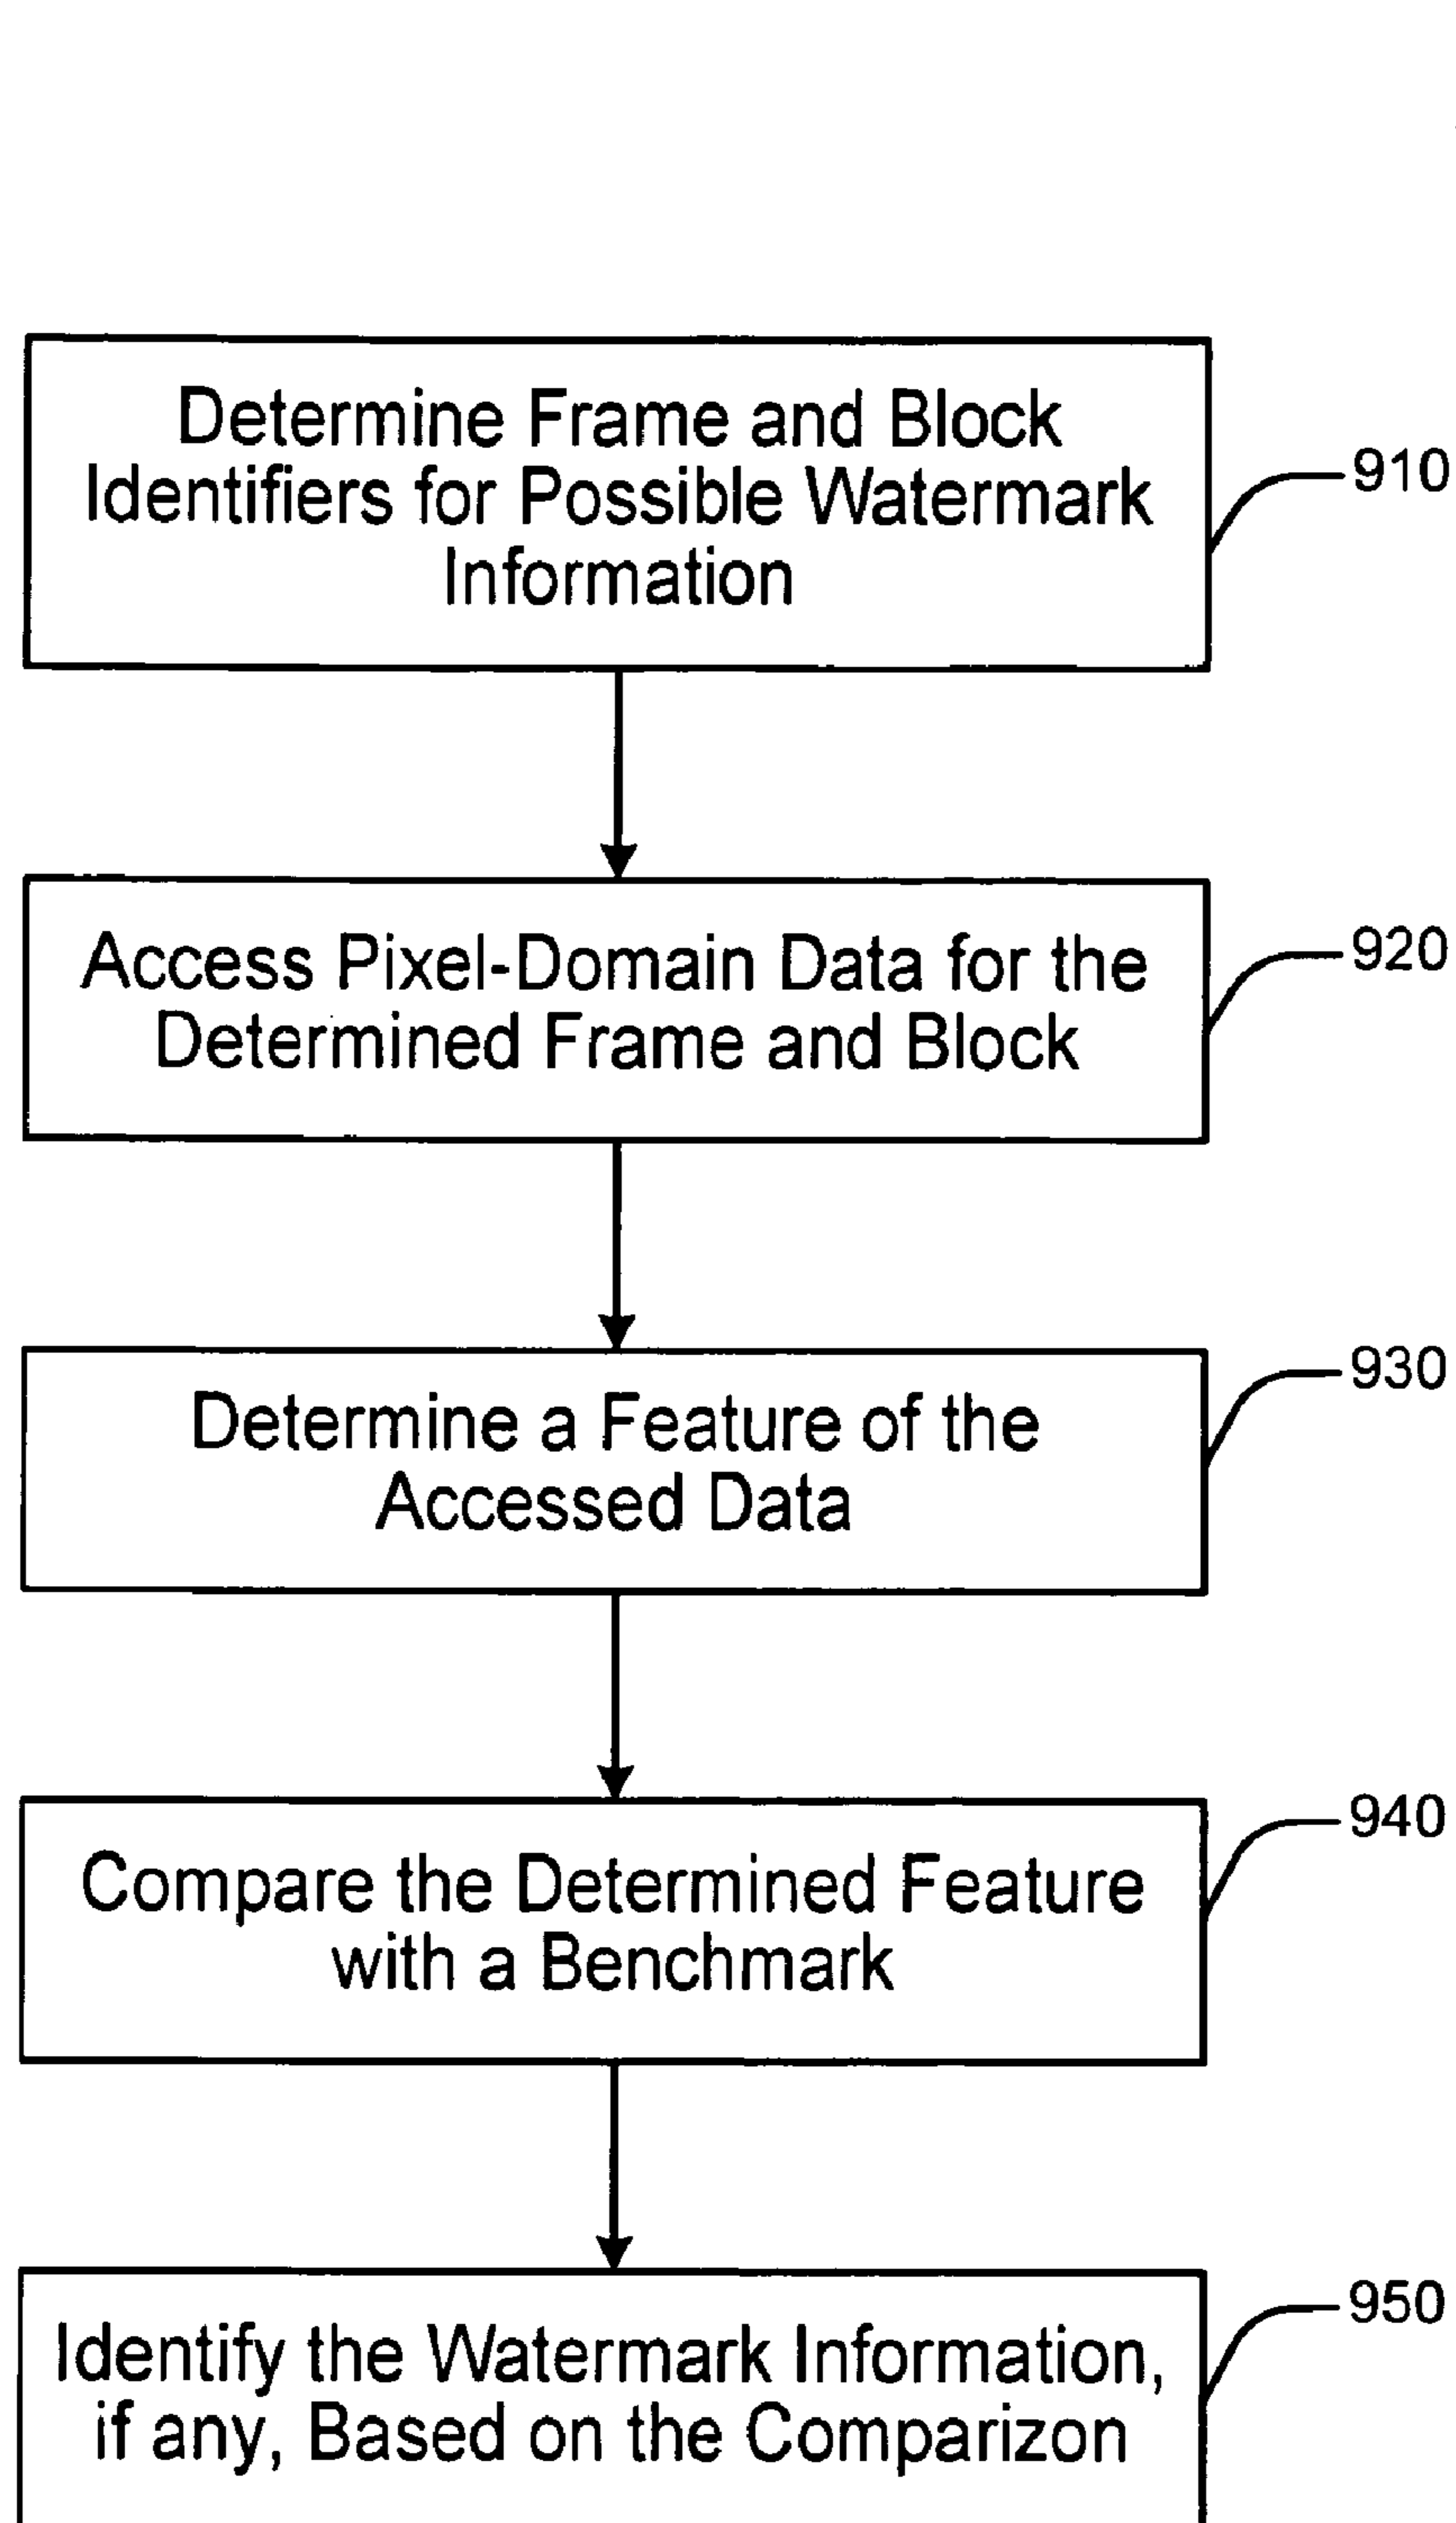 Determine Frame and Block
Identifiers for Possible Watermark
Information
910
Access Pixel-Domain Data for the
Determined Frame and Block
920
Determine a Feature of the
Accessed Data
930
Compare the Determined Feature
with a Benchmark
940
Identify the Watermark Information,
if any, Based on the Comparizon
950